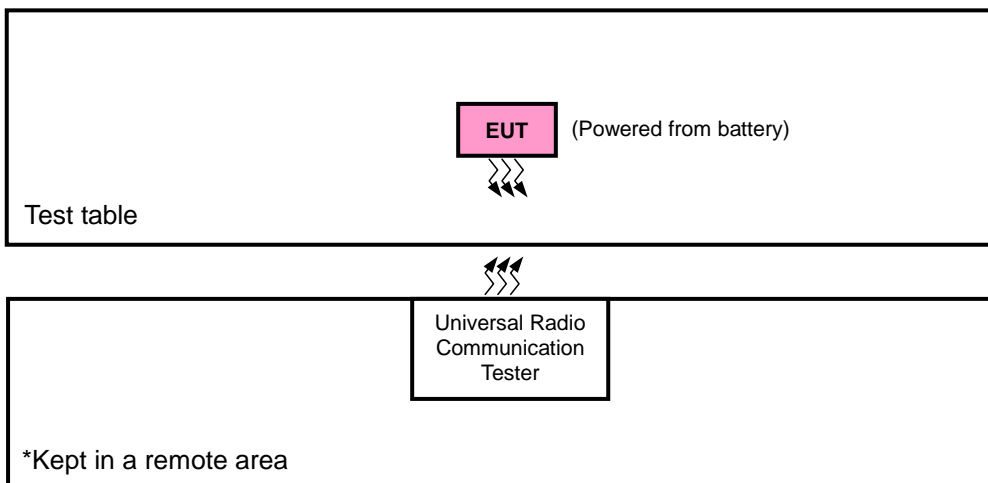 EUT
(Powered from battery)
Test table
Universal Radio
Communication
Tester
*Kept in a remote area